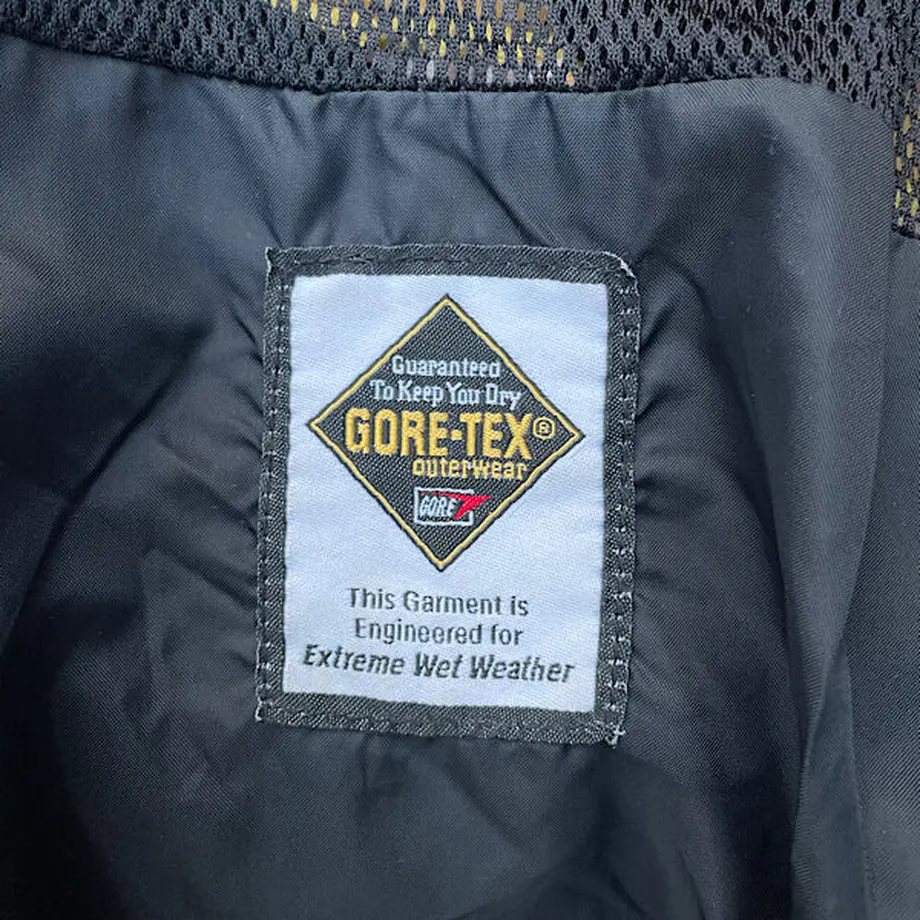 Guaranteed
To Keep You Dry
GORE-TEX®
outerwear
GORE
This Garment is
Engineered for
Extreme Wet Weather